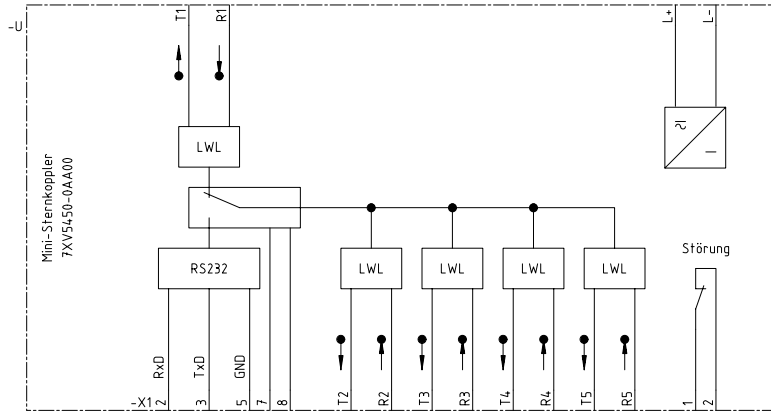 -U
T1
R1
L+
L-
LWL
Mini-Sternkoppler
7XV5450-0AA00
RS232
LWL
LWL
LWL
LWL
Störung
RxD
TxD
GND
-X1
2
3
5
7
8
T2
R2
T3
R3
T4
R4
T5
R5
1
2